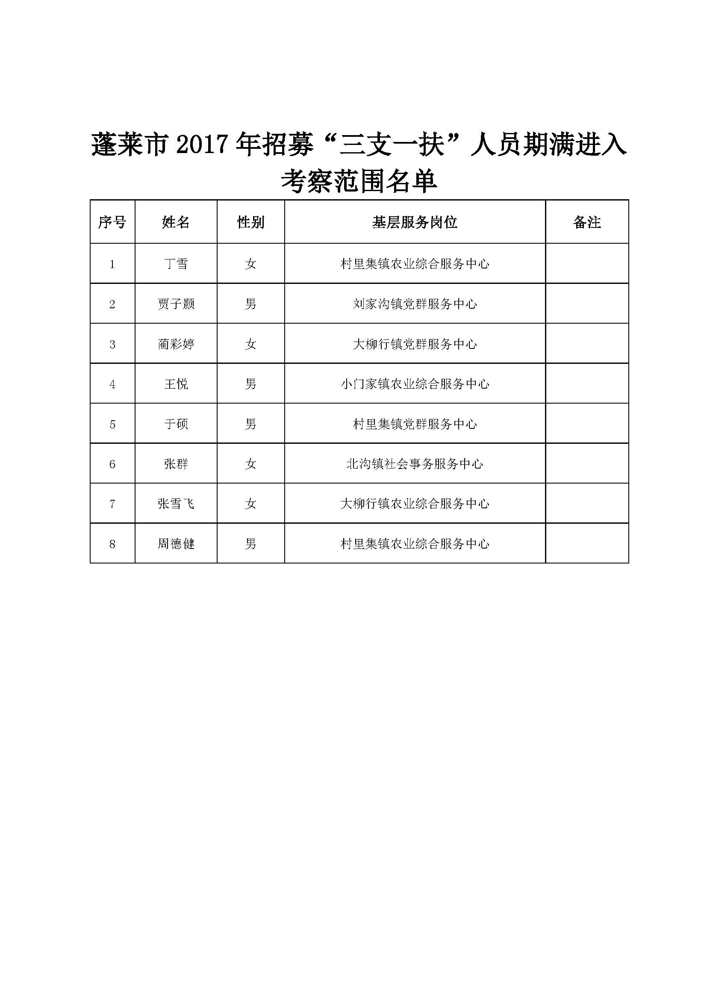 蓬莱市 2017 年招募“三支一扶”人员期满进入
考察范围名单
序号 姓名 性别 基层服务岗位 备注
1 丁雪 女 村里集镇农业综合服务中心
2 贾子颢 男 刘家沟镇党群服务中心
3 蔺彩婷 女 大柳行镇党群服务中心
4 王悦 男 小门家镇农业综合服务中心
5 于硕 男 村里集镇党群服务中心
6 张群 女 北沟镇社会事务服务中心
7 张雪飞 女 大柳行镇农业综合服务中心
8 周德健 男 村里集镇农业综合服务中心